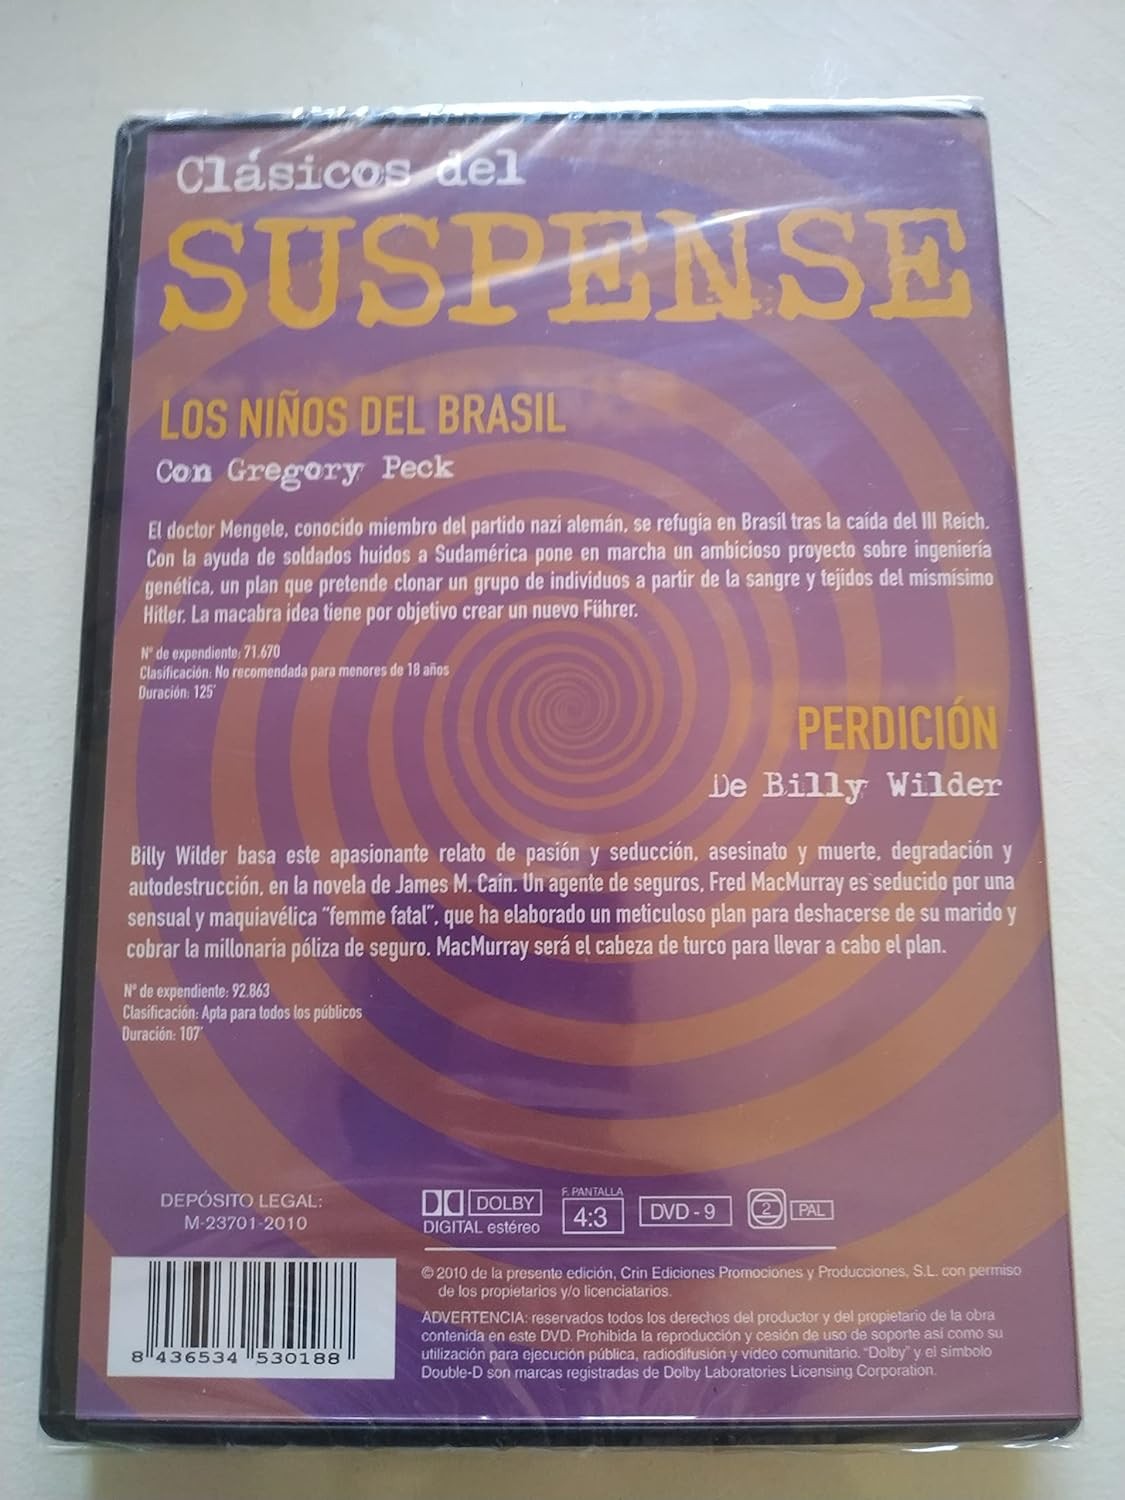 Clásicos del
SUSPENSE
LOS NIÑOS DEL BRASIL
Con Gregory Peck
El doctor Mengele, conocido miembro del partido nazi alemán, se refugia en Brasil tras la caída del III Reich.
Con la ayuda de soldados huidos a Sudamérica pone en marcha un ambicioso proyecto sobre ingeniería
genética, un plan que pretende clonar un grupo de individuos a partir de la sangre y tejidos del mismísimo
Hitler. La macabra idea tiene por objetivo crear un nuevo Führer.
Nº de expendiente: 71.670
Clasificación: No recomendada para menores de 18 años
Duración: 125'
PERDICIÓN
De Billy Wilder
Billy Wilder basa este apasionante relato de pasión y seducción, asesinato y muerte, degradación y
autodestrucción, en la novela de James M. Cain. Un agente de seguros, Fred MacMurray es seducido por una
sensual y maquiavélica "femme fatal", que ha elaborado un meticuloso plan para deshacerse de su marido y
cobrar la millonaria póliza de seguro. MacMurray será el cabeza de turco para llevar a cabo el plan.
Nº de expendiente: 92.863
Clasificación: Apta para todos los públicos
Duración: 107'
DEPÓSITO LEGAL:
M-23701-2010
DOLBY
DIGITAL estéreo
F. PANTALLA
4:3
DVD - 9
2
PAL
© 2010 de la presente edición, Crin Ediciones Promociones y Producciones, S.L. con permiso
de los propietarios y/o licenciatarios.
ADVERTENCIA: reservados todos los derechos del productor y del propietario de la obra
contenida en este DVD. Prohibida la reproducción y cesión de uso de soporte así como su
utilización para ejecución pública, radiodifusión y vídeo comunitario. "Dolby" y el símbolo
Double-D son marcas registradas de Dolby Laboratories Licensing Corporation.
8 436534 530188